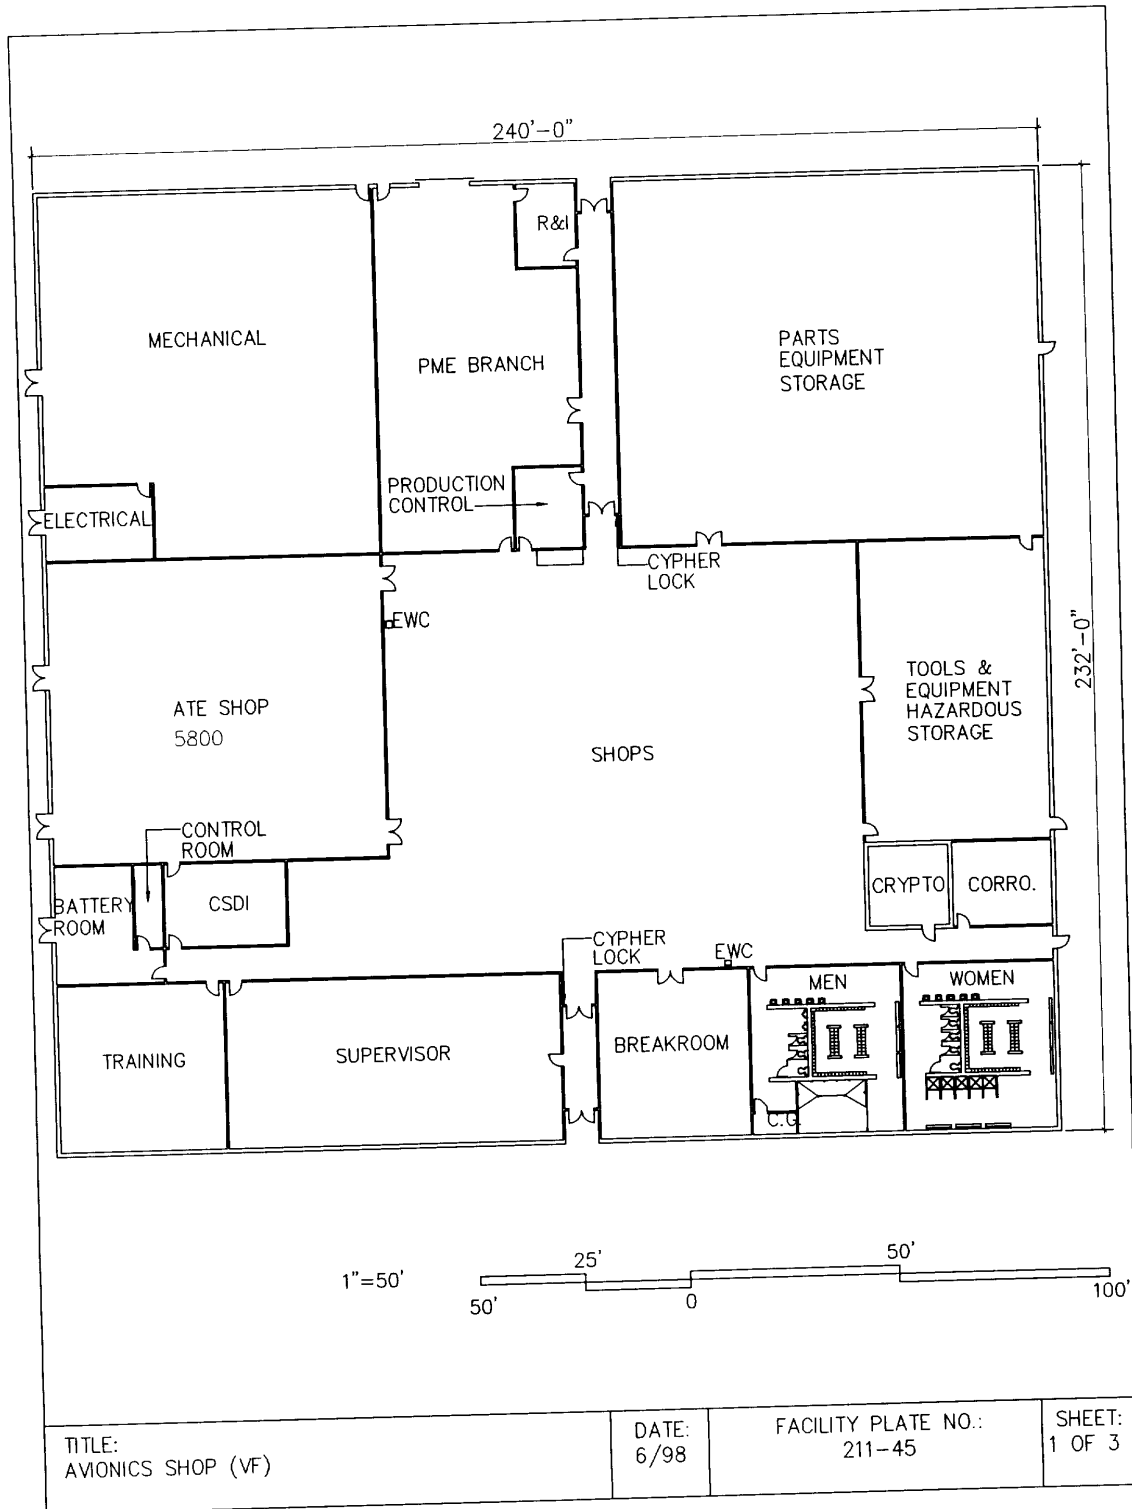 240'-0"
R&I
MECHANICAL
PARTS
EQUIPMENT
STORAGE
PME BRANCH
PRODUCTION
CONTROL
ELECTRICAL
CYPHER
LOCK
EWC
232'-0"
TOOLS &
EQUIPMENT
HAZARDOUS
STORAGE
ATE SHOP
5800
SHOPS
CONTROL
ROOM
CRYPTO
CORRO.
BATTERY
ROOM
CSDI
CYPHER
LOCK
EWC
MEN
WOMEN
TRAINING
SUPERVISOR
BREAKROOM
C.G.
1"=50'
25'
50'
50'
0
100'
TITLE:
AVIONICS SHOP (VF)
DATE:
6/98
FACILITY PLATE NO.:
211-45
SHEET:
1 OF 3